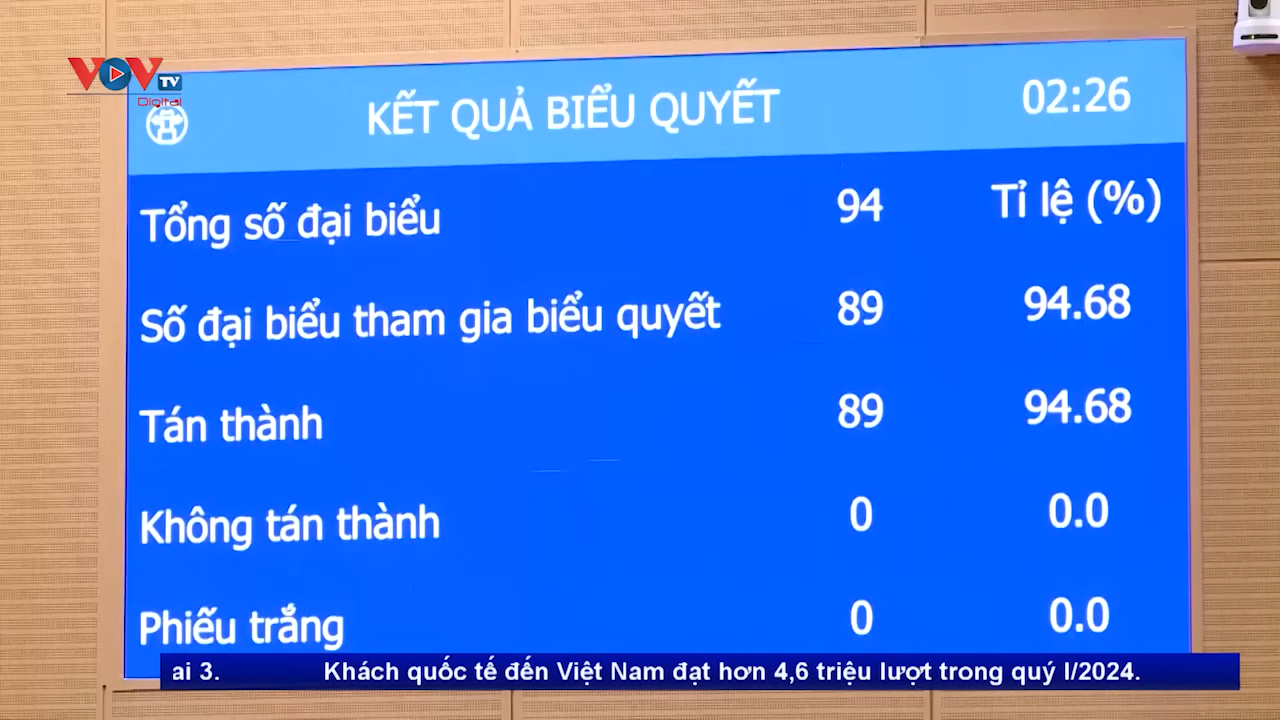 VOV TV
Digital
KẾT QUẢ BIỂU QUYẾT 02:26
Tổng số đại biểu 94 Tỉ lệ (%)
Số đại biểu tham gia biểu quyết 89 94.68
Tán thành 89 94.68
Không tán thành 0 0.0
Phiếu trắng 0 0.0
ai 3. Khách quốc tế đến Việt Nam đạt hơn 4,6 triệu lượt trong quý I/2024.